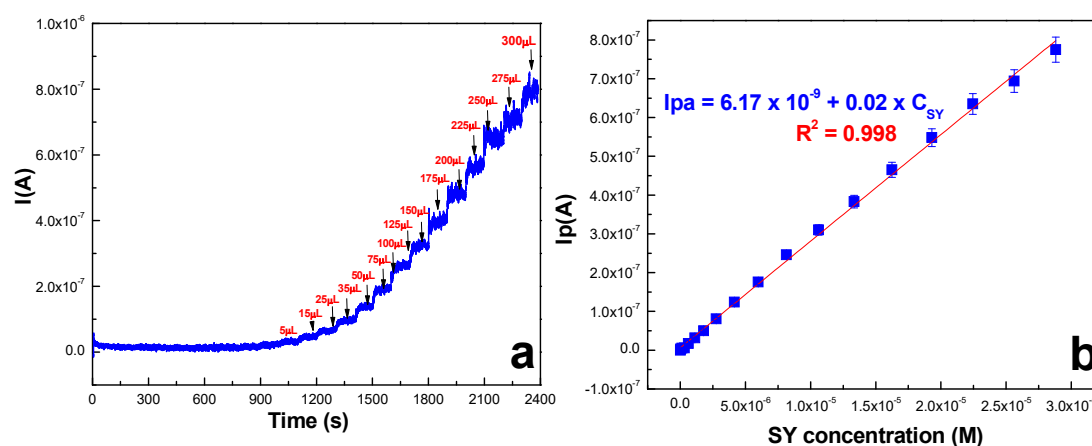 1.0x10⁻⁶
8.0x10⁻⁷
6.0x10⁻⁷
4.0x10⁻⁷
2.0x10⁻⁷
0.0
I(A)
0 300 600 900 1200 1500 1800 2100 2400
Time (s)
5µL
15µL
25µL
35µL
50µL
75µL
100µL
125µL
150µL
175µL
200µL
225µL
250µL
275µL
300µL
a
8.0x10⁻⁷
7.0x10⁻⁷
6.0x10⁻⁷
5.0x10⁻⁷
4.0x10⁻⁷
3.0x10⁻⁷
2.0x10⁻⁷
1.0x10⁻⁷
0.0
-1.0x10⁻⁷
Ip(A)
Ipa = 6.17 x 10⁻⁹ + 0.02 x C_SY
R² = 0.998
0.0 5.0x10⁻⁶ 1.0x10⁻⁵ 1.5x10⁻⁵ 2.0x10⁻⁵ 2.5x10⁻⁵ 3.0x10⁻⁵
SY concentration (M)
b